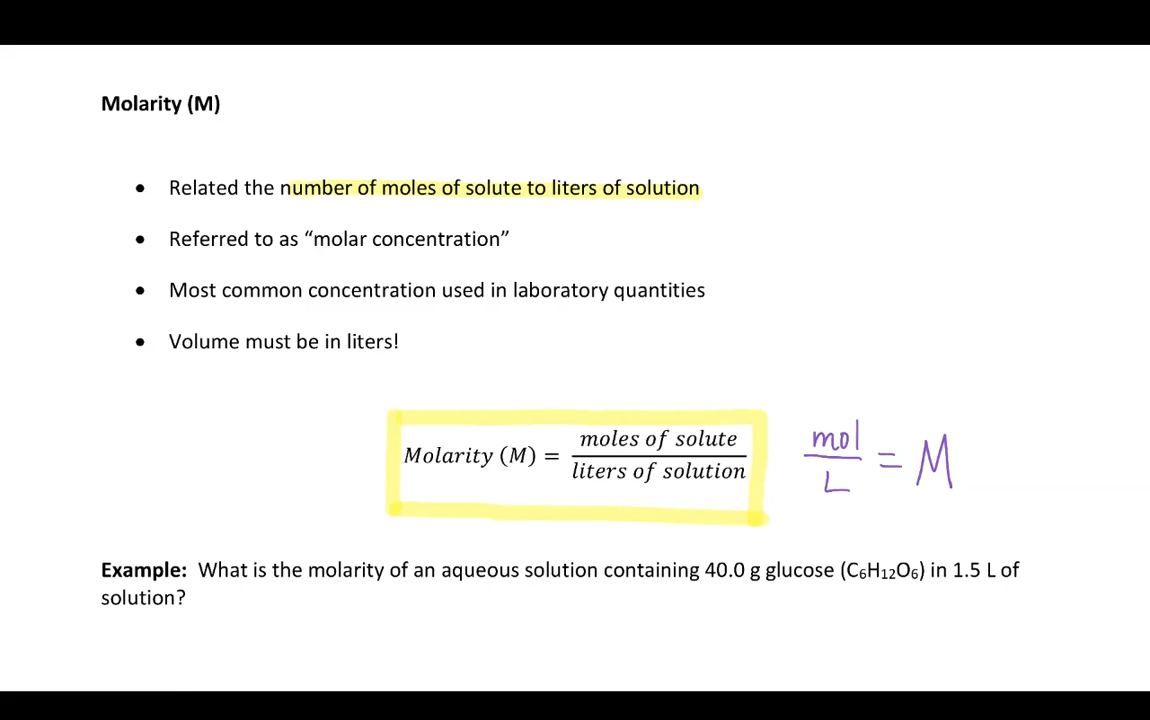 Molarity (M)
• Related the number of moles of solute to liters of solution
• Referred to as “molar concentration”
• Most common concentration used in laboratory quantities
• Volume must be in liters!
Molarity (M) = moles of solute / liters of solution
mol / L = M
Example: What is the molarity of an aqueous solution containing 40.0 g glucose (C₆H₁₂O₆) in 1.5 L of
solution?